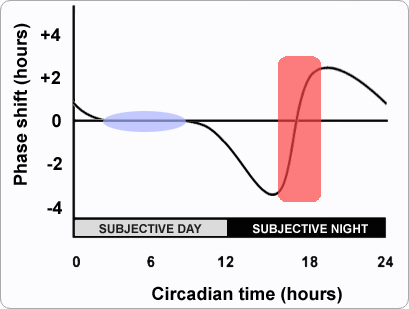 Phase shift (hours)
+4
+2
0
-2
-4
SUBJECTIVE DAY
SUBJECTIVE NIGHT
0
6
12
18
24
Circadian time (hours)